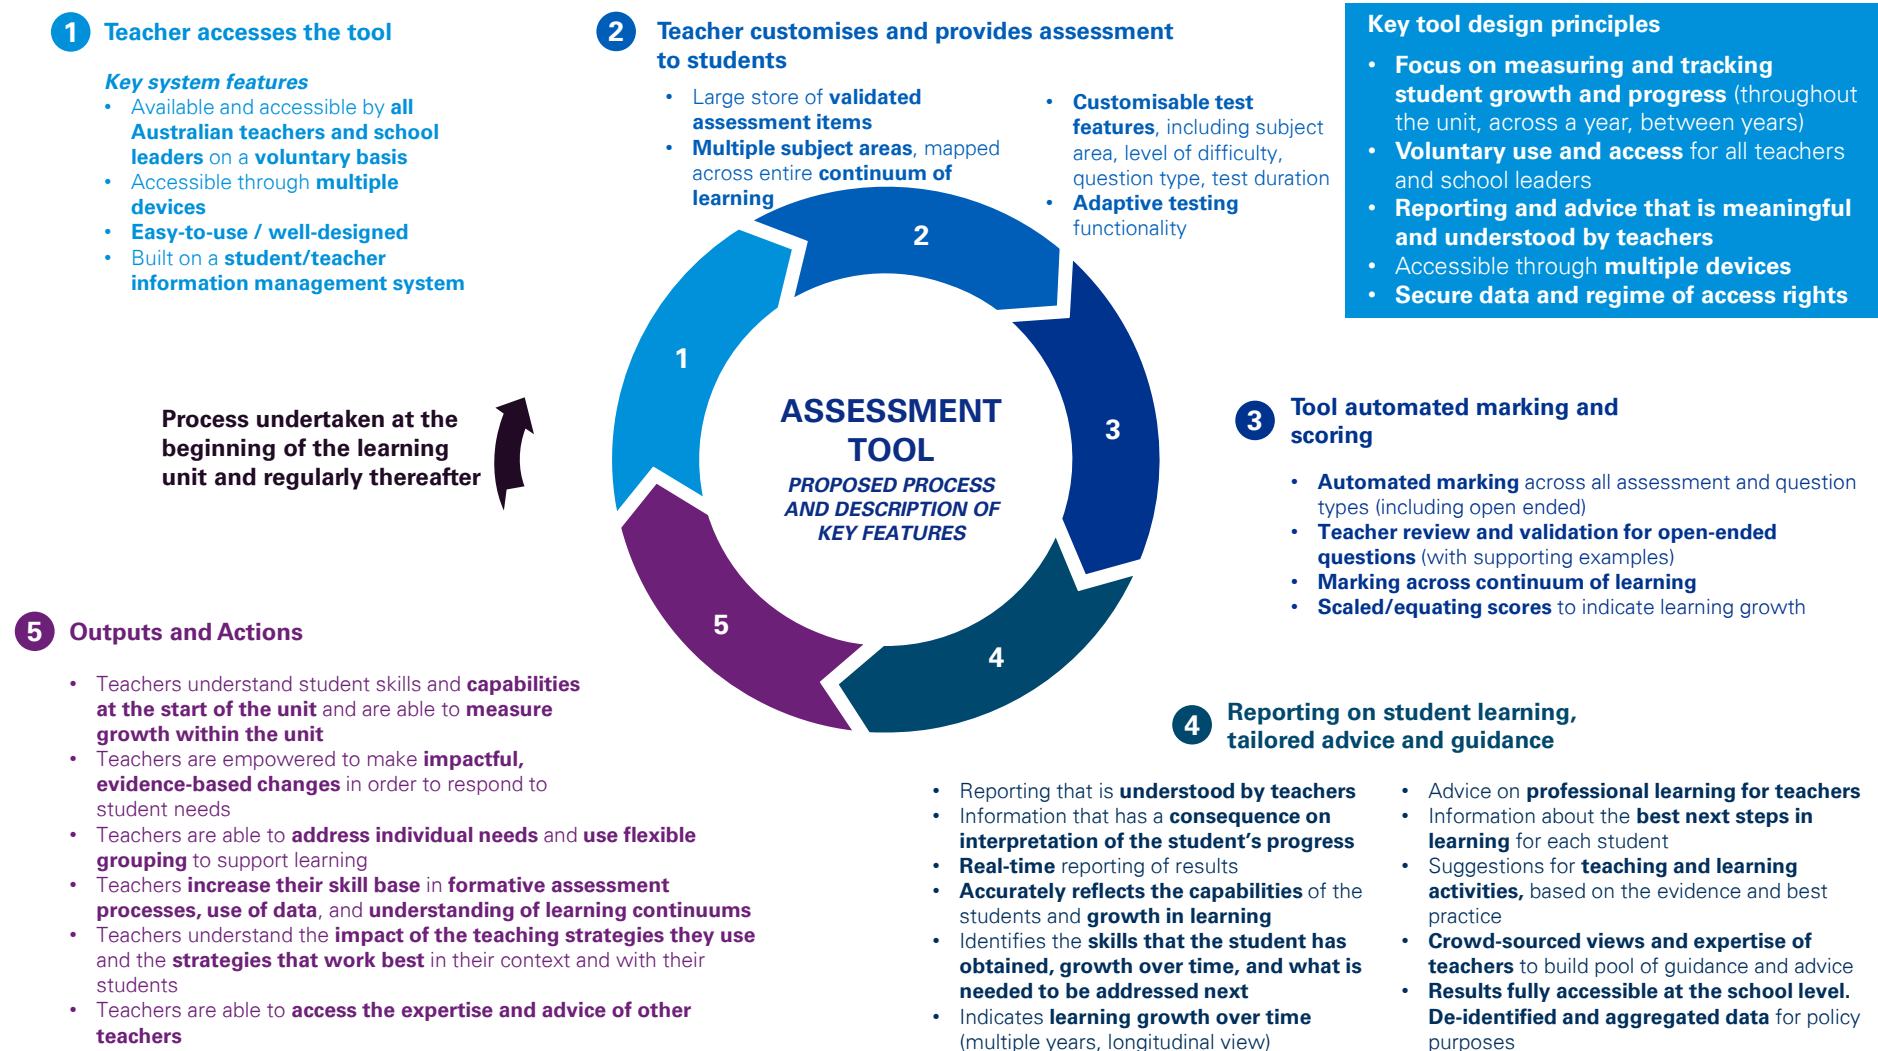 1 Teacher accesses the tool
Key system features
• Available and accessible by all
Australian teachers and school
leaders on a voluntary basis
• Accessible through multiple
devices
• Easy-to-use / well-designed
• Built on a student/teacher
information management system
2 Teacher customises and provides assessment
to students
• Large store of validated
assessment items
• Multiple subject areas, mapped
across entire continuum of
learning
• Customisable test
features, including subject
area, level of difficulty,
question type, test duration
• Adaptive testing
functionality
Key tool design principles
• Focus on measuring and tracking
student growth and progress (throughout
the unit, across a year, between years)
• Voluntary use and access for all teachers
and school leaders
• Reporting and advice that is meaningful
and understood by teachers
• Accessible through multiple devices
• Secure data and regime of access rights
Process undertaken at the
beginning of the learning
unit and regularly thereafter
1
2
3
4
5
ASSESSMENT
TOOL
PROPOSED PROCESS
AND DESCRIPTION OF
KEY FEATURES
3 Tool automated marking and
scoring
• Automated marking across all assessment and question
types (including open ended)
• Teacher review and validation for open-ended
questions (with supporting examples)
• Marking across continuum of learning
• Scaled/equating scores to indicate learning growth
4 Reporting on student learning,
tailored advice and guidance
• Reporting that is understood by teachers
• Information that has a consequence on
interpretation of the student’s progress
• Real-time reporting of results
• Accurately reflects the capabilities of the
students and growth in learning
• Identifies the skills that the student has
obtained, growth over time, and what is
needed to be addressed next
• Indicates learning growth over time
(multiple years, longitudinal view)
• Advice on professional learning for teachers
• Information about the best next steps in
learning for each student
• Suggestions for teaching and learning
activities, based on the evidence and best
practice
• Crowd-sourced views and expertise of
teachers to build pool of guidance and advice
• Results fully accessible at the school level.
De-identified and aggregated data for policy
purposes
5 Outputs and Actions
• Teachers understand student skills and capabilities
at the start of the unit and are able to measure
growth within the unit
• Teachers are empowered to make impactful,
evidence-based changes in order to respond to
student needs
• Teachers are able to address individual needs and use flexible
grouping to support learning
• Teachers increase their skill base in formative assessment
processes, use of data, and understanding of learning continuums
• Teachers understand the impact of the teaching strategies they use
and the strategies that work best in their context and with their
students
• Teachers are able to access the expertise and advice of other
teachers